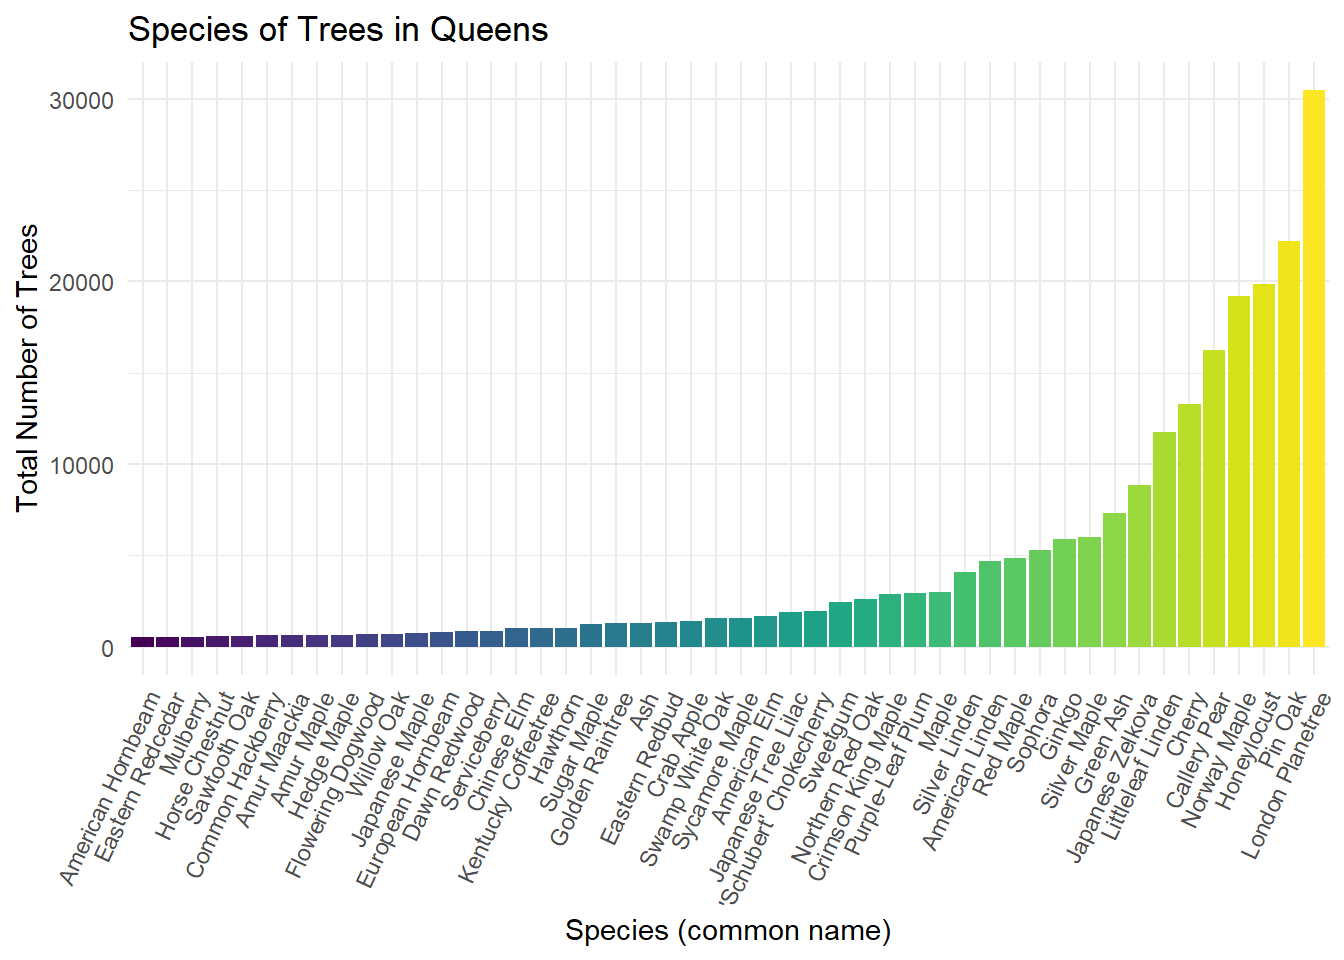 Species of Trees in Queens
Total Number of Trees
30000
20000
10000
0
American Hornbeam
Eastern Redcedar
Mulberry
Horse Chestnut
Sawtooth Oak
Common Hackberry
Amur Maackia
Amur Maple
Hedge Maple
Flowering Dogwood
Willow Oak
Japanese Maple
European Hornbeam
Dawn Redwood
Serviceberry
Chinese Elm
Kentucky Coffeetree
Hawthorn
Sugar Maple
Golden Raintree
Ash
Eastern Redbud
Crab Apple
Swamp White Oak
Sycamore Maple
American Elm
Japanese Tree Lilac
'Schubert' Chokecherry
Sweetgum
Northern Red Oak
Crimson King Maple
Purple-Leaf Plum
Maple
Silver Linden
American Linden
Red Maple
Sophora
Ginkgo
Silver Maple
Green Ash
Japanese Zelkova
Littleleaf Linden
Cherry
Callery Pear
Norway Maple
Honeylocust
Pin Oak
London Planetree
Species (common name)